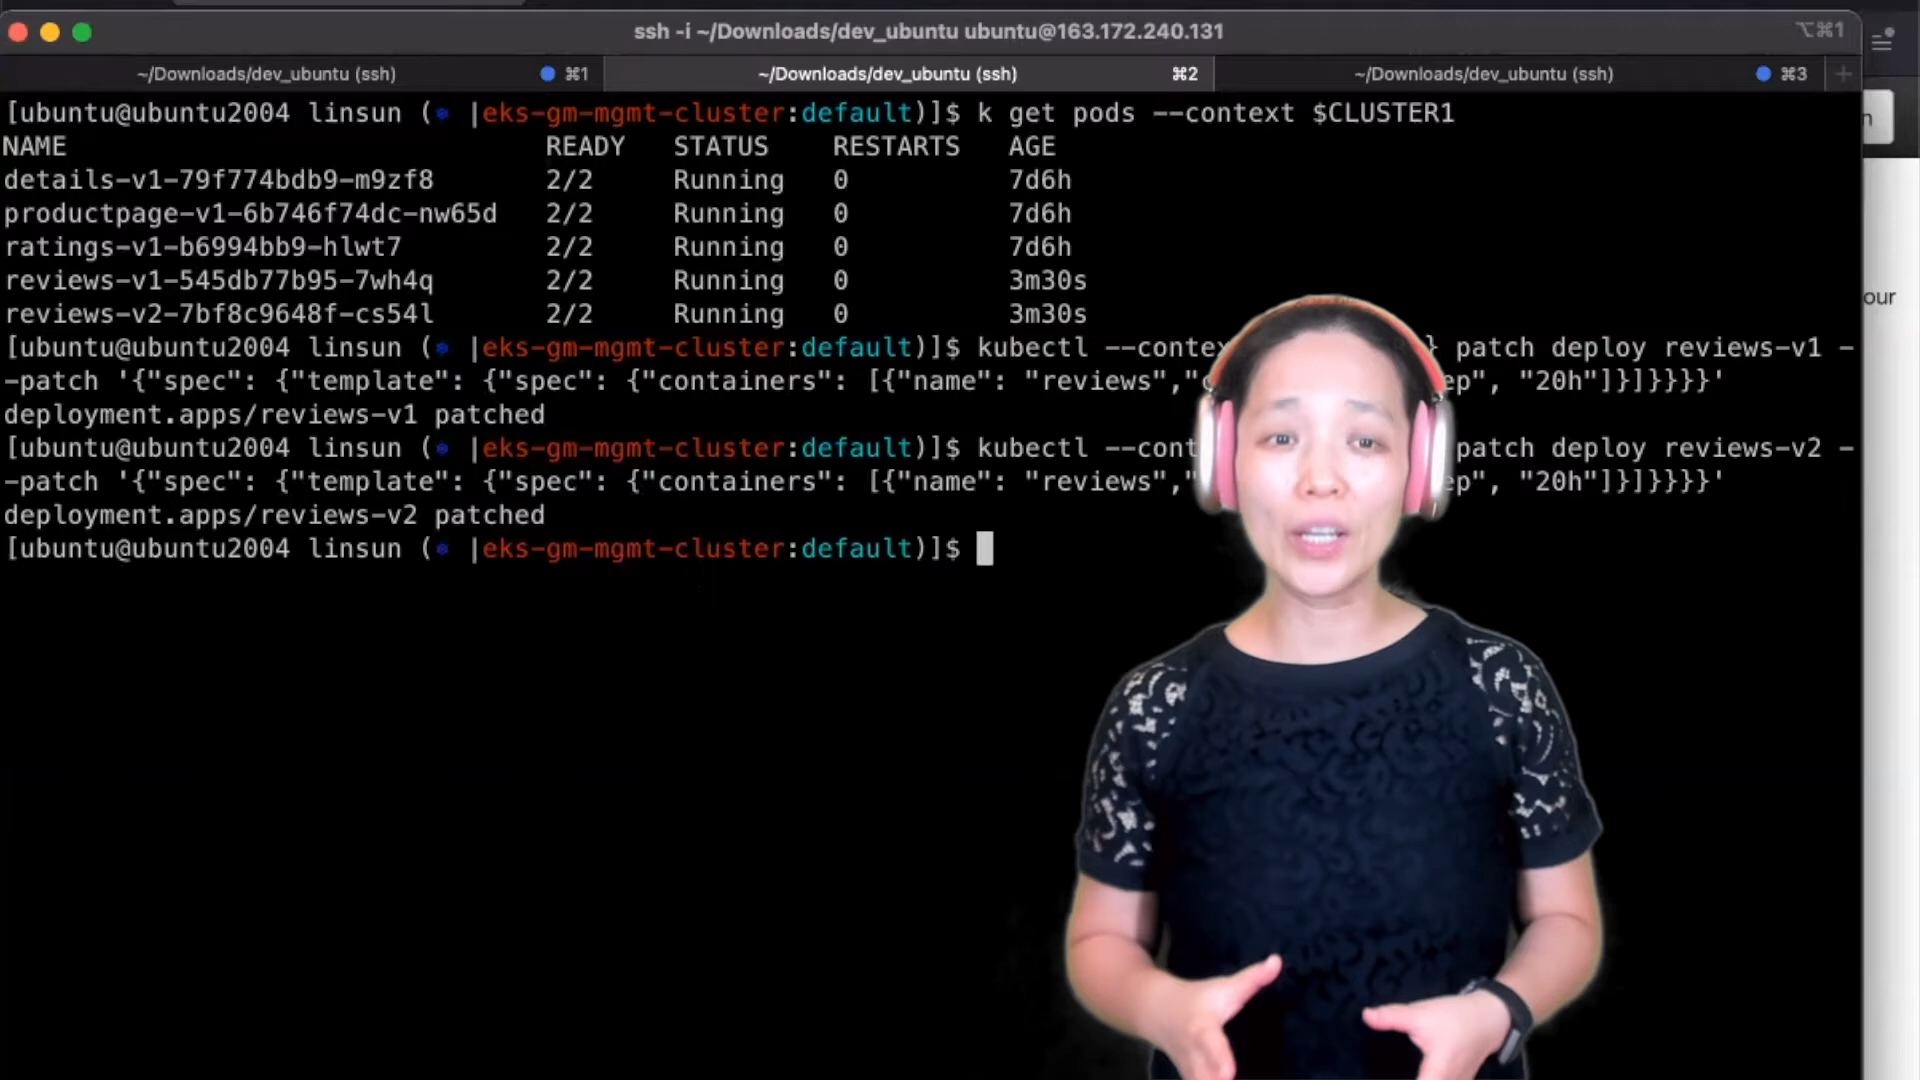 ssh -i ~/Downloads/dev_ubuntu ubuntu@163.172.240.131
⌥⌘1
~/Downloads/dev_ubuntu (ssh) ⌘1 ~/Downloads/dev_ubuntu (ssh) ⌘2 ~/Downloads/dev_ubuntu (ssh) ⌘3 +
[ubuntu@ubuntu2004 linsun (⎈ |eks-gm-mgmt-cluster:default)]$ k get pods --context $CLUSTER1
NAME READY STATUS RESTARTS AGE
details-v1-79f774bdb9-m9zf8 2/2 Running 0 7d6h
productpage-v1-6b746f74dc-nw65d 2/2 Running 0 7d6h
ratings-v1-b6994bb9-hlwt7 2/2 Running 0 7d6h
reviews-v1-545db77b95-7wh4q 2/2 Running 0 3m30s
reviews-v2-7bf8c9648f-cs54l 2/2 Running 0 3m30s
[ubuntu@ubuntu2004 linsun (⎈ |eks-gm-mgmt-cluster:default)]$ kubectl --conte } patch deploy reviews-v1 -
-patch '{"spec": {"template": {"spec": {"containers": [{"name": "reviews"," ep", "20h"]}]}}}}'
deployment.apps/reviews-v1 patched
[ubuntu@ubuntu2004 linsun (⎈ |eks-gm-mgmt-cluster:default)]$ kubectl --cont patch deploy reviews-v2 -
-patch '{"spec": {"template": {"spec": {"containers": [{"name": "reviews"," ep", "20h"]}]}}}}'
deployment.apps/reviews-v2 patched
[ubuntu@ubuntu2004 linsun (⎈ |eks-gm-mgmt-cluster:default)]$
our